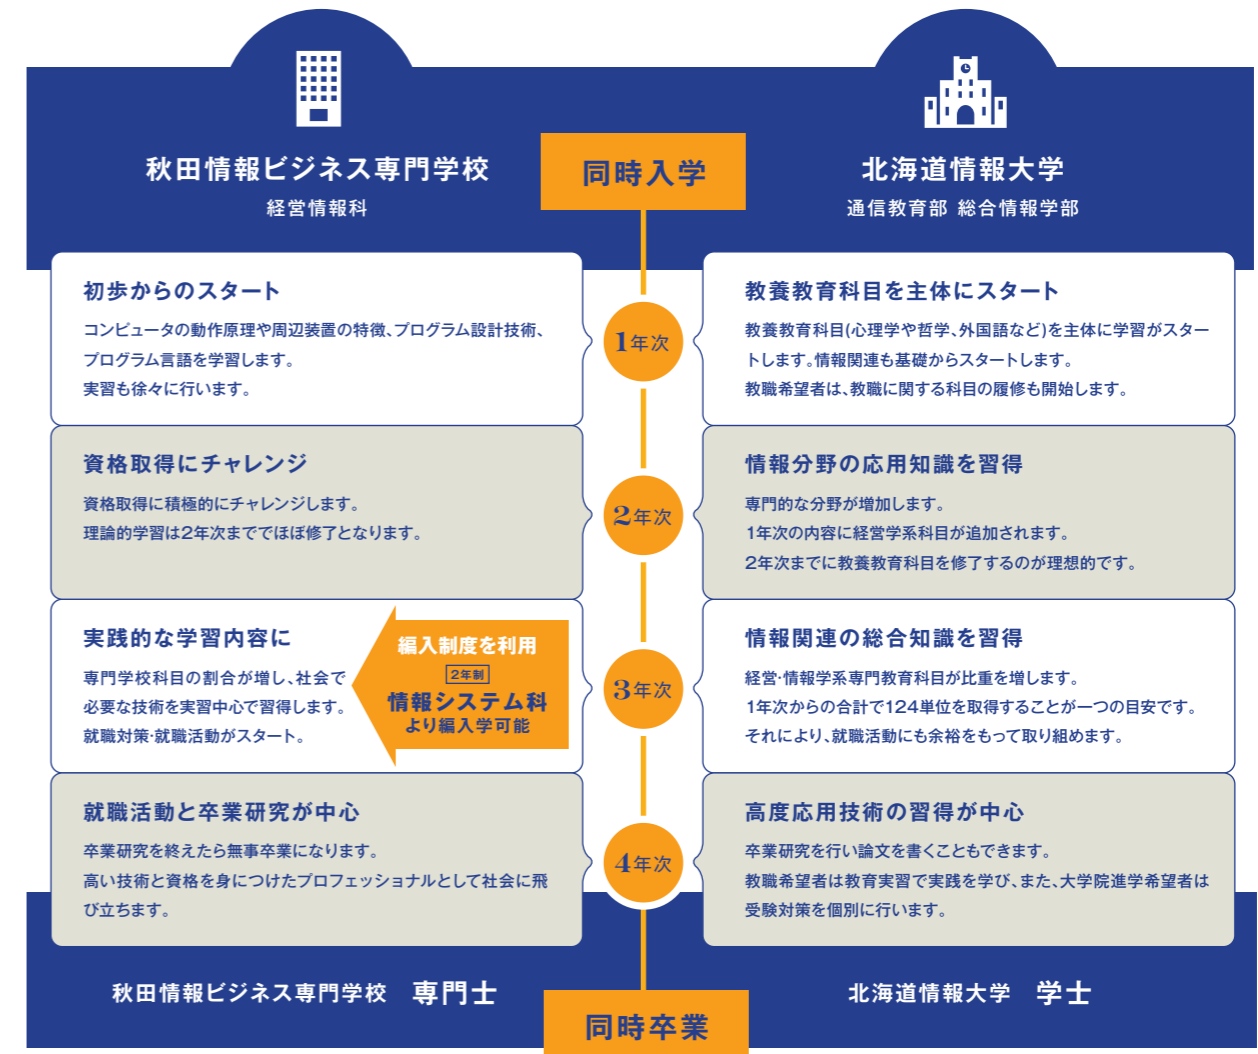 秋田情報ビジネス専門学校
経営情報科
同時入学
北海道情報大学
通信教育部 総合情報学部
1年次
初歩からのスタート
コンピュータの動作原理や周辺装置の特徴、プログラム設計技術、
プログラム言語を学習します。
実習も徐々に行います。
教養教育科目を主体にスタート
教養教育科目(心理学や哲学、外国語など)を主体に学習がスター
トします。情報関連も基礎からスタートします。
教職希望者は、教職に関する科目の履修も開始します。
2年次
資格取得にチャレンジ
資格取得に積極的にチャレンジします。
理論的学習は2年次まででほぼ修了となります。
情報分野の応用知識を習得
専門的な分野が増加します。
1年次の内容に経営学系科目が追加されます。
2年次までに教養教育科目を修了するのが理想的です。
3年次
実践的な学習内容に
専門学校科目の割合が増し、社会で
必要な技術を実習中心で習得します。
就職対策・就職活動がスタート。
編入制度を利用
2年制
情報システム科
より編入学可能
情報関連の総合知識を習得
経営・情報学系専門教育科目が比重を増します。
1年次からの合計で124単位を取得することが一つの目安です。
それにより、就職活動にも余裕をもって取り組めます。
4年次
就職活動と卒業研究が中心
卒業研究を終えたら無事卒業になります。
高い技術と資格を身につけたプロフェッショナルとして社会に飛
び立ちます。
高度応用技術の習得が中心
卒業研究を行い論文を書くこともできます。
教職希望者は教育実習で実践を学び、また、大学院進学希望者は
受験対策を個別に行います。
秋田情報ビジネス専門学校 専門士
同時卒業
北海道情報大学 学士